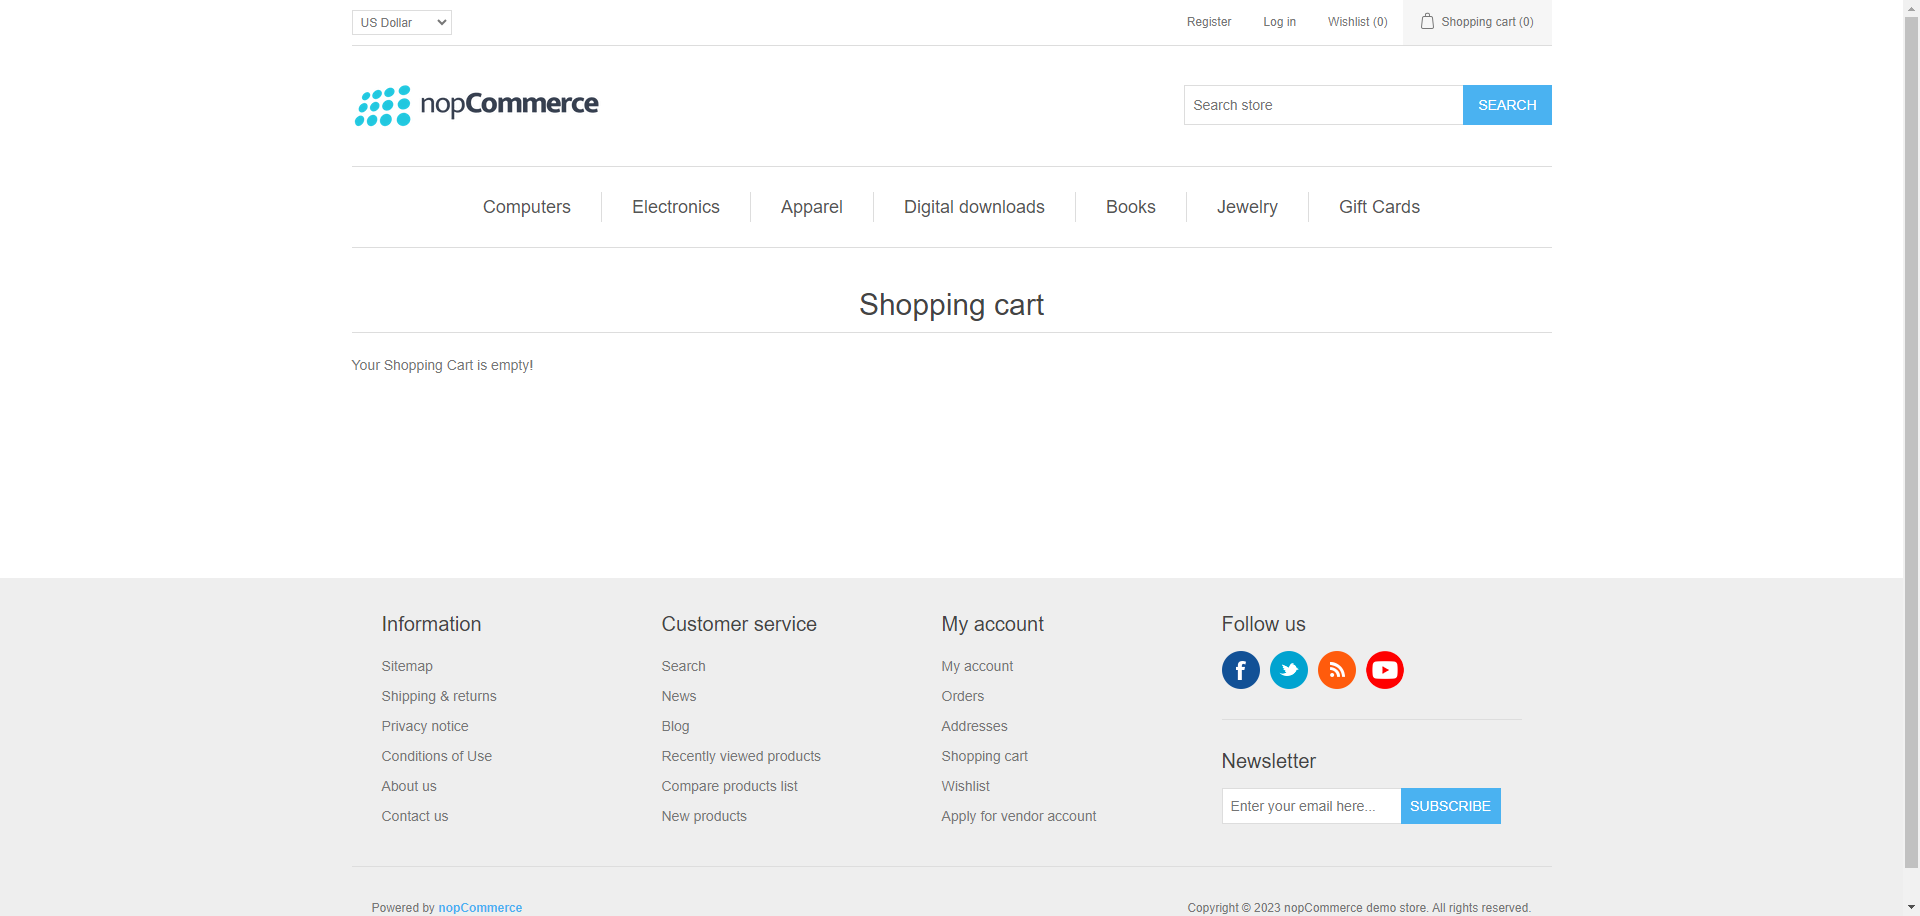 US Dollar
Register
Log in
Wishlist (0)
Shopping cart (0)
nopCommerce
Search store
SEARCH
Computers
Electronics
Apparel
Digital downloads
Books
Jewelry
Gift Cards
Shopping cart
Your Shopping Cart is empty!
Information
Sitemap
Shipping & returns
Privacy notice
Conditions of Use
About us
Contact us
Customer service
Search
News
Blog
Recently viewed products
Compare products list
New products
My account
My account
Orders
Addresses
Shopping cart
Wishlist
Apply for vendor account
Follow us
Newsletter
Enter your email here...
SUBSCRIBE
Powered by nopCommerce
Copyright © 2023 nopCommerce demo store. All rights reserved.